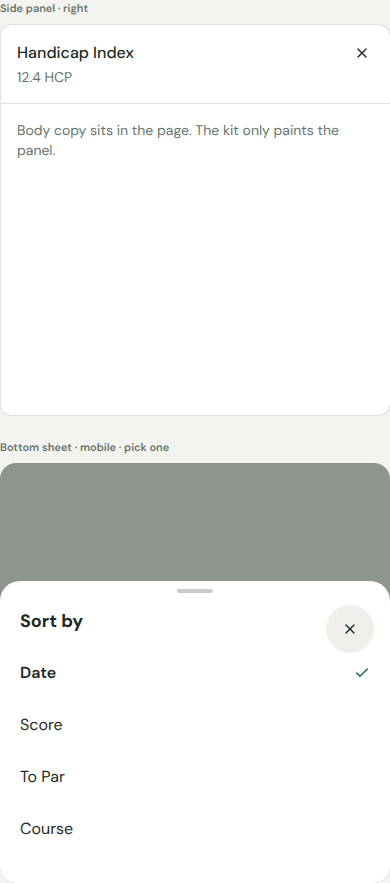 Side panel · right
Handicap Index
12.4 HCP
Body copy sits in the page. The kit only paints the
panel.
Bottom sheet · mobile · pick one
Sort by
Date
Score
To Par
Course